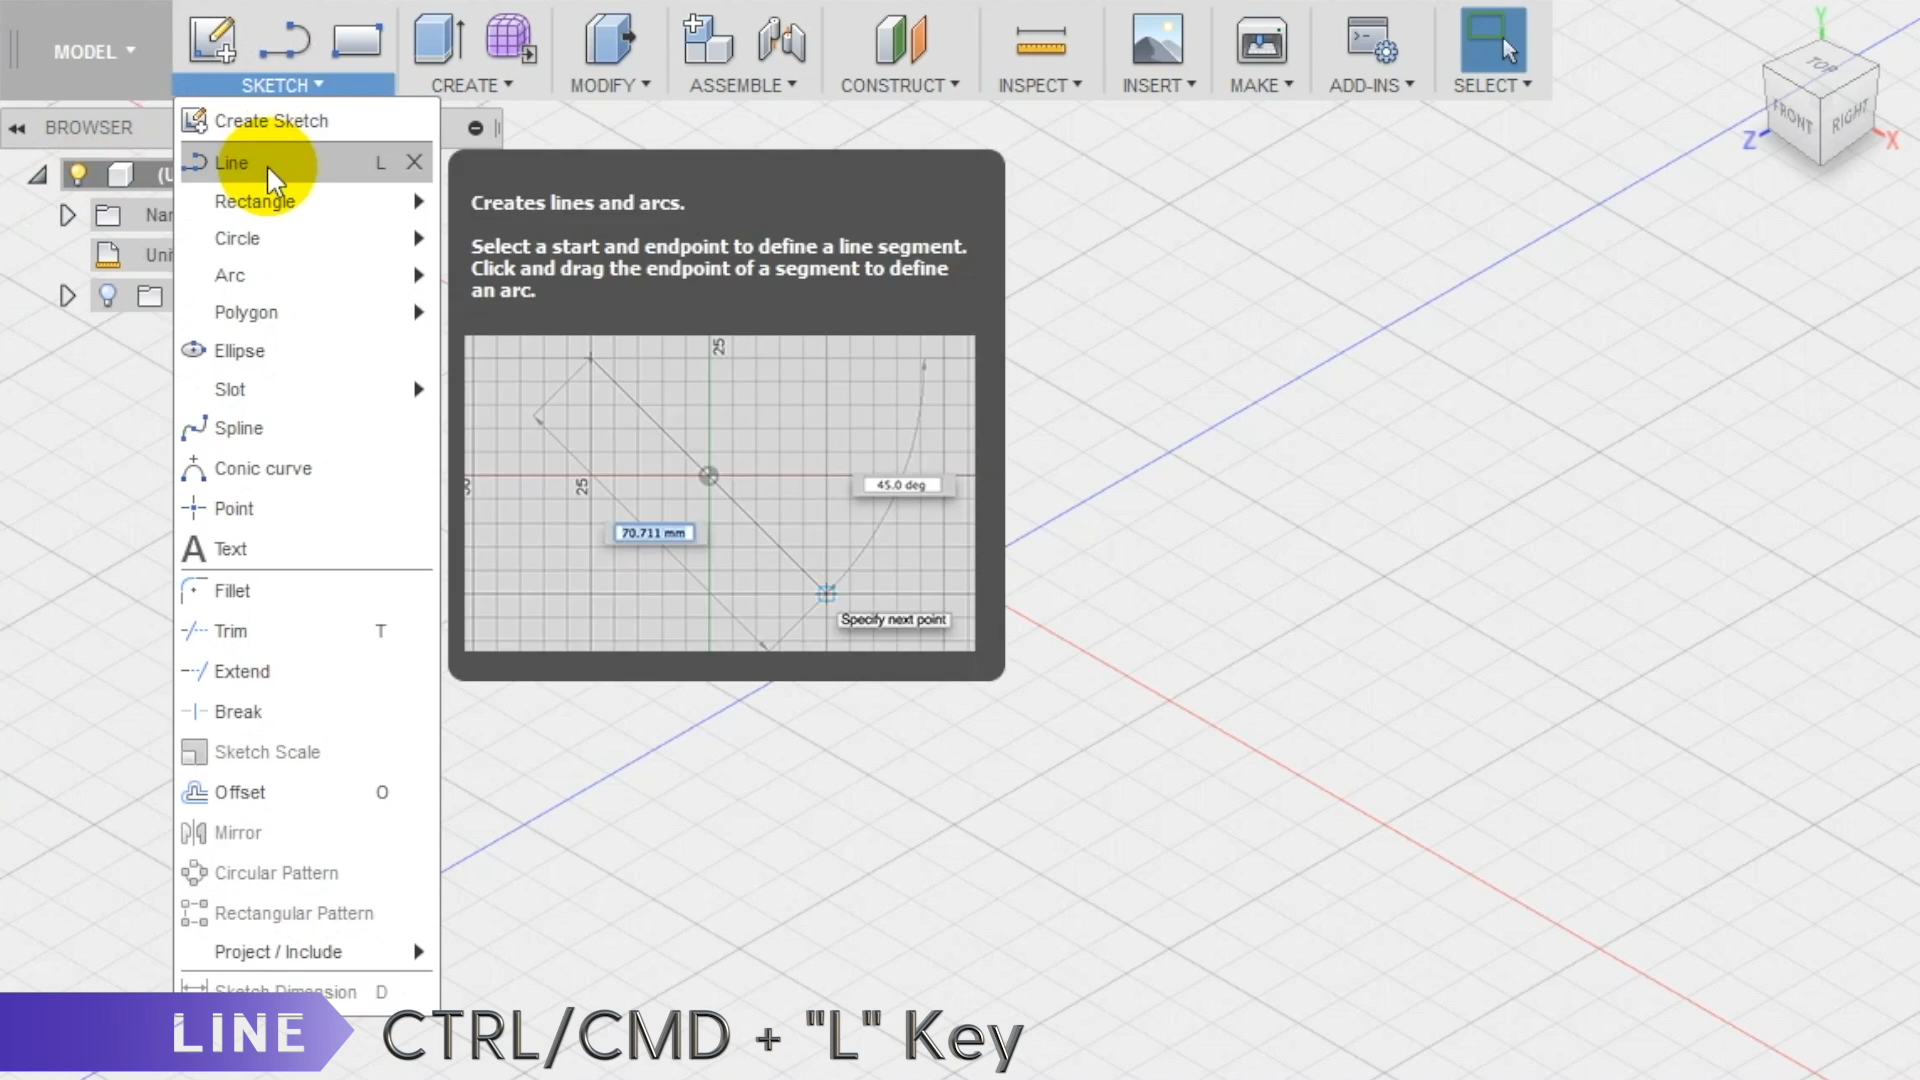 MODEL
SKETCH
CREATE
MODIFY
ASSEMBLE
CONSTRUCT
INSPECT
INSERT
MAKE
ADD-INS
SELECT
TOP
FRONT
RIGHT
Y
Z
X
BROWSER
(U
Nar
Uni
Create Sketch
Line L
Rectangle
Circle
Arc
Polygon
Ellipse
Slot
Spline
Conic curve
Point
Text
Fillet
Trim T
Extend
Break
Sketch Scale
Offset O
Mirror
Circular Pattern
Rectangular Pattern
Project / Include
Sketch Dimension D
Creates lines and arcs.
Select a start and endpoint to define a line segment.
Click and drag the endpoint of a segment to define
an arc.
25
25
45.0 deg
70.711 mm
Specify next point
LINE CTRL/CMD + "L" Key